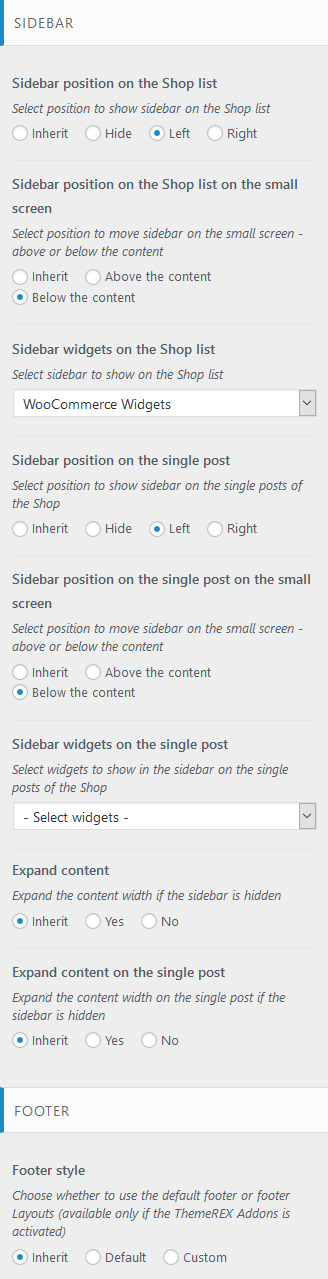 SIDEBAR
Sidebar position on the Shop list
Select position to show sidebar on the Shop list
Inherit Hide Left Right
Sidebar position on the Shop list on the small
screen
Select position to move sidebar on the small screen -
above or below the content
Inherit Above the content
Below the content
Sidebar widgets on the Shop list
Select sidebar to show on the Shop list
WooCommerce Widgets
Sidebar position on the single post
Select position to show sidebar on the single posts of
the Shop
Inherit Hide Left Right
Sidebar position on the single post on the small
screen
Select position to move sidebar on the small screen -
above or below the content
Inherit Above the content
Below the content
Sidebar widgets on the single post
Select widgets to show in the sidebar on the single
posts of the Shop
- Select widgets -
Expand content
Expand the content width if the sidebar is hidden
Inherit Yes No
Expand content on the single post
Expand the content width on the single post if the
sidebar is hidden
Inherit Yes No
FOOTER
Footer style
Choose whether to use the default footer or footer
Layouts (available only if the ThemeREX Addons is
activated)
Inherit Default Custom